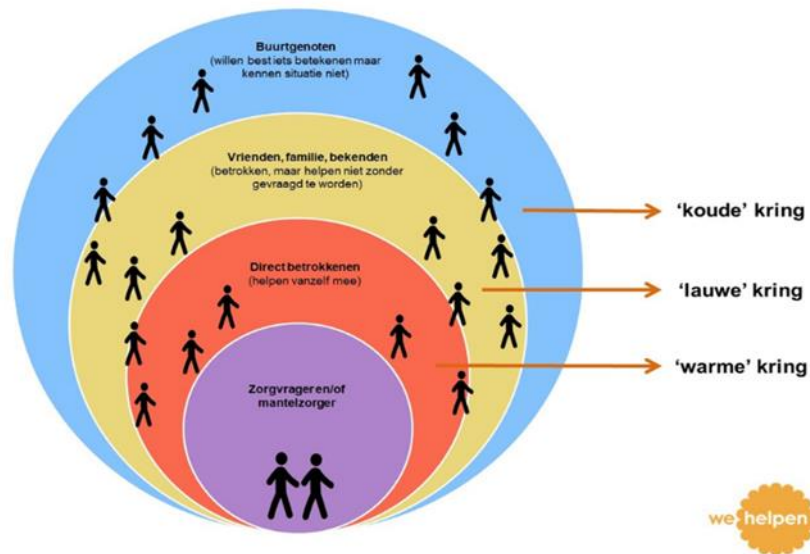 Buurtgenoten
(willen best iets betekenen maar
kennen situatie niet)
Vrienden, familie, bekenden
(betrokken, maar helpen niet zonder
gevraagd te worden)
‘koude’ kring
Direct betrokkenen
(helpen vanzelf mee)
‘lauwe’ kring
‘warme’ kring
Zorgvrager en/of
mantelzorger
we helpen